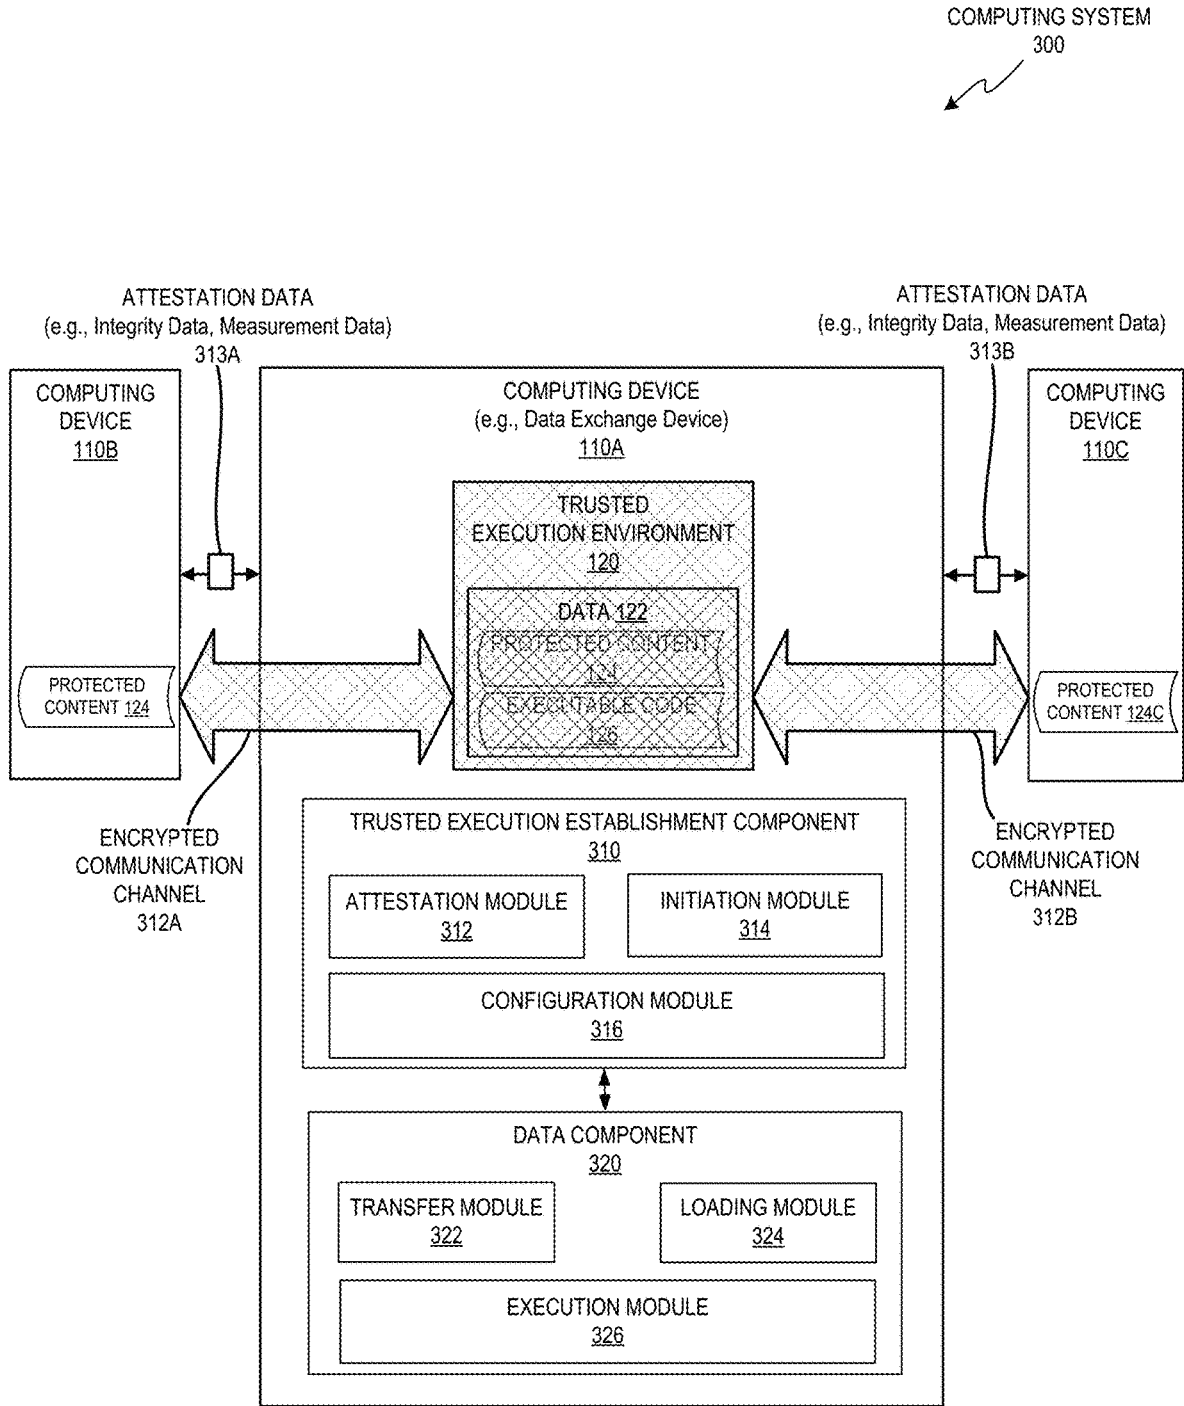 COMPUTING SYSTEM
300
ATTESTATION DATA
(e.g., Integrity Data, Measurement Data)
313A
ATTESTATION DATA
(e.g., Integrity Data, Measurement Data)
313B
COMPUTING
DEVICE
110B
COMPUTING DEVICE
(e.g., Data Exchange Device)
110A
COMPUTING
DEVICE
110C
TRUSTED
EXECUTION ENVIRONMENT
120
DATA 122
PROTECTED CONTENT
124
EXECUTABLE CODE
126
PROTECTED
CONTENT 124
PROTECTED
CONTENT 124C
ENCRYPTED
COMMUNICATION
CHANNEL
312A
ENCRYPTED
COMMUNICATION
CHANNEL
312B
TRUSTED EXECUTION ESTABLISHMENT COMPONENT
310
ATTESTATION MODULE
312
INITIATION MODULE
314
CONFIGURATION MODULE
316
DATA COMPONENT
320
TRANSFER MODULE
322
LOADING MODULE
324
EXECUTION MODULE
326